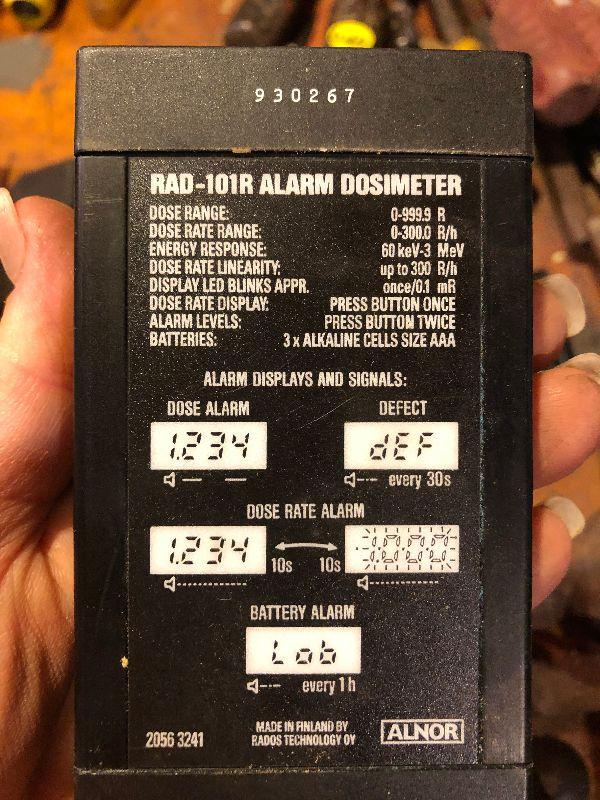 930267
RAD-101R ALARM DOSIMETER
DOSE RANGE: 0-999.9 R
DOSE RATE RANGE: 0-300.0 R/h
ENERGY RESPONSE: 60 keV-3 MeV
DOSE RATE LINEARITY: up to 300 R/h
DISPLAY LED BLINKS APPR. once/0.1 mR
DOSE RATE DISPLAY: PRESS BUTTON ONCE
ALARM LEVELS: PRESS BUTTON TWICE
BATTERIES: 3 x ALKALINE CELLS SIZE AAA
ALARM DISPLAYS AND SIGNALS:
DOSE ALARM DEFECT
1.234 dEF
every 30s
DOSE RATE ALARM
1.234 10s 10s
BATTERY ALARM
Lob
every 1 h
2056 3241 MADE IN FINLAND BY ALNOR
RADOS TECHNOLOGY OY